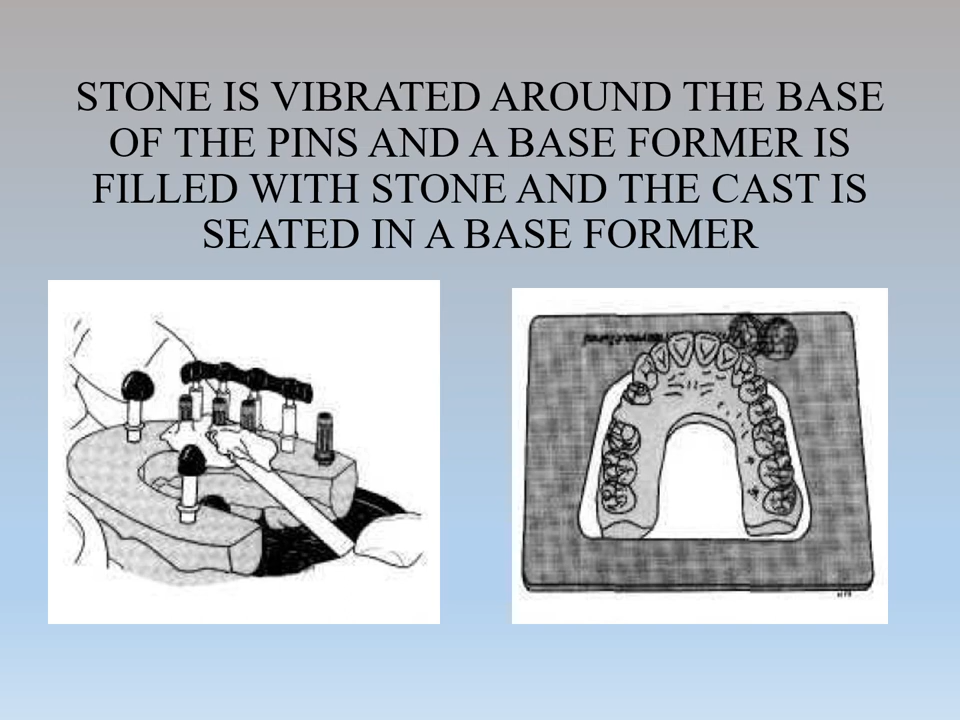 STONE IS VIBRATED AROUND THE BASE
OF THE PINS AND A BASE FORMER IS
FILLED WITH STONE AND THE CAST IS
SEATED IN A BASE FORMER